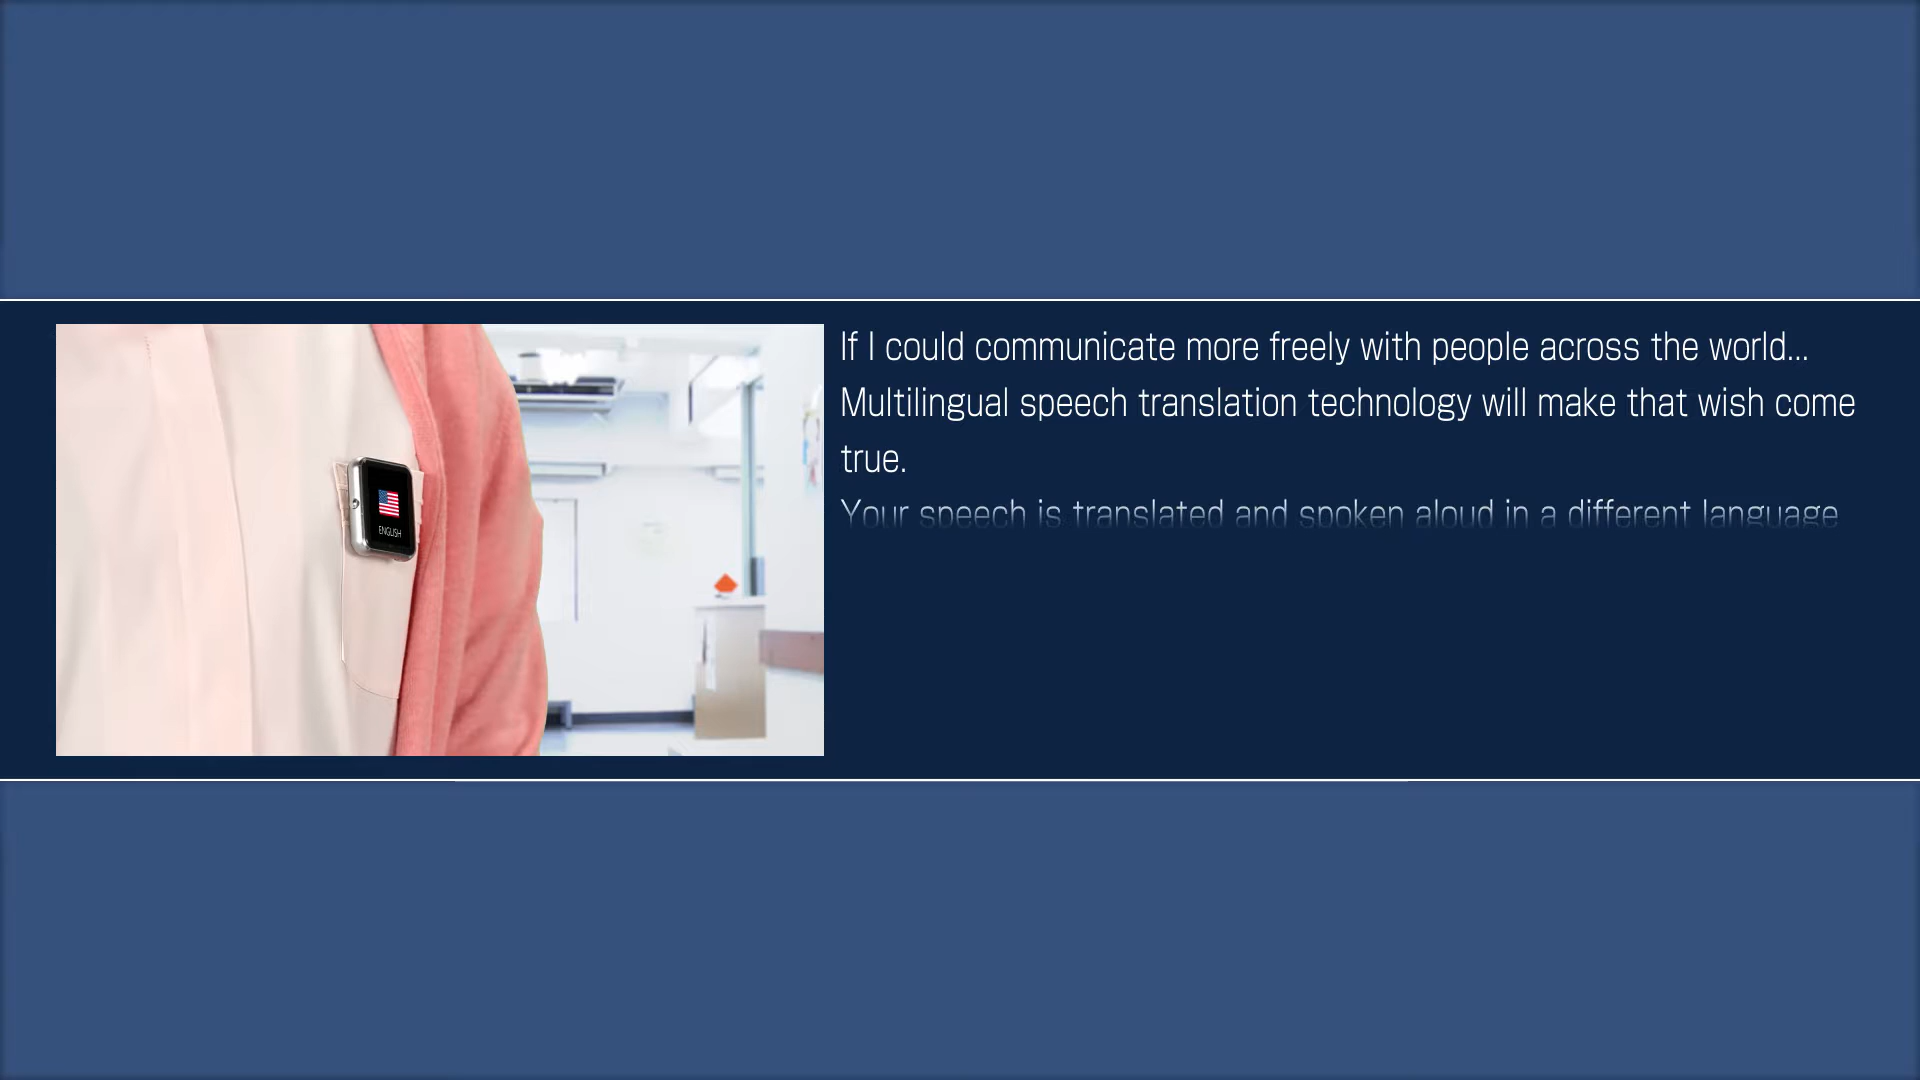 If I could communicate more freely with people across the world...
Multilingual speech translation technology will make that wish come
true.
Your speech is translated and spoken aloud in a different language
ENGLISH